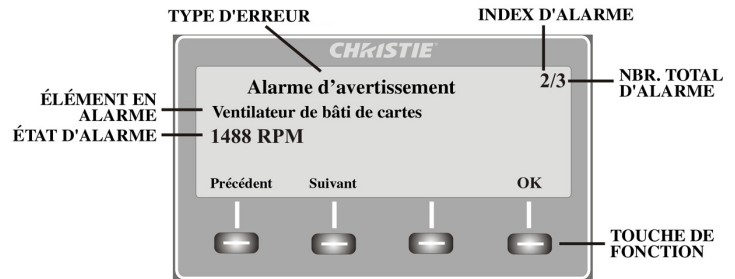 TYPE D'ERREUR
INDEX D'ALARME
CHRISTIE
Alarme d'avertissement
2/3
NBR. TOTAL
D'ALARME
ÉLÉMENT EN
ALARME
Ventilateur de bâti de cartes
ÉTAT D'ALARME
1488 RPM
Précédent Suivant OK
TOUCHE DE
FONCTION